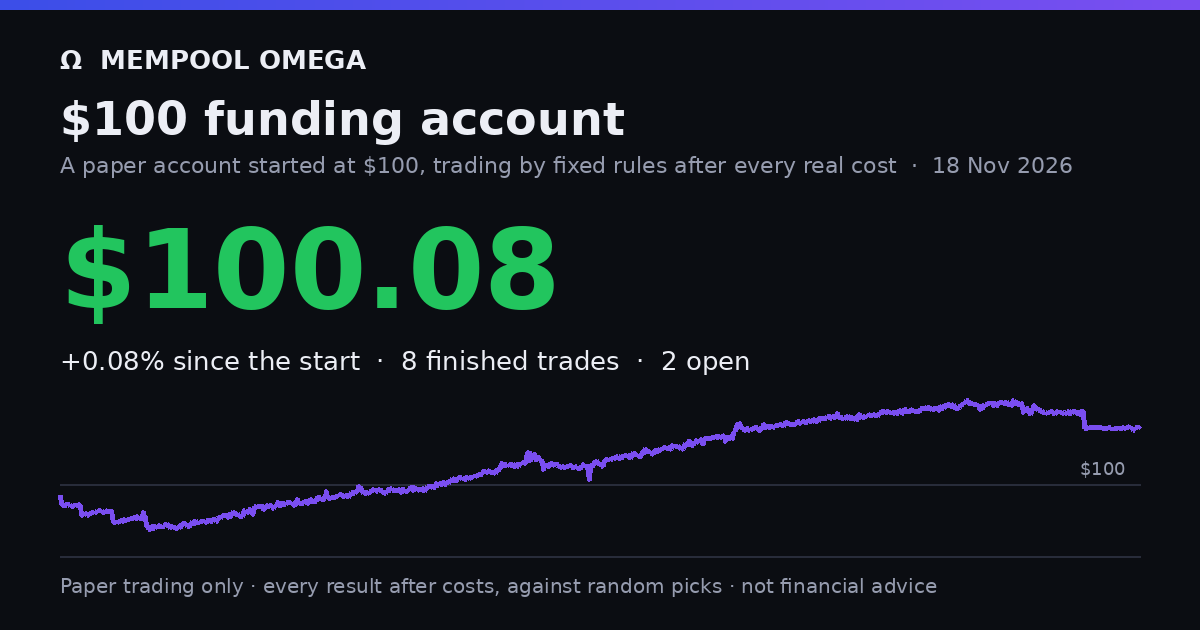 Ω MEMPOOL OMEGA
$100 funding account
A paper account started at $100, trading by fixed rules after every real cost · 18 Nov 2026
$100.08
+0.08% since the start · 8 finished trades · 2 open
$100
Paper trading only · every result after costs, against random picks · not financial advice